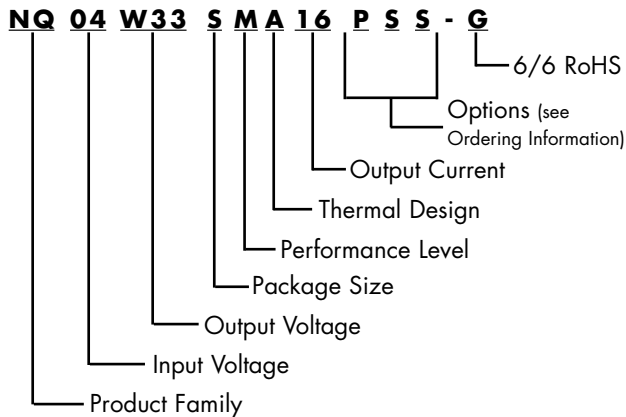 NQ 04 W33 S M A 16 P S S - G
6/6 RoHS
Options (see
Ordering Information)
Output Current
Thermal Design
Performance Level
Package Size
Output Voltage
Input Voltage
Product Family